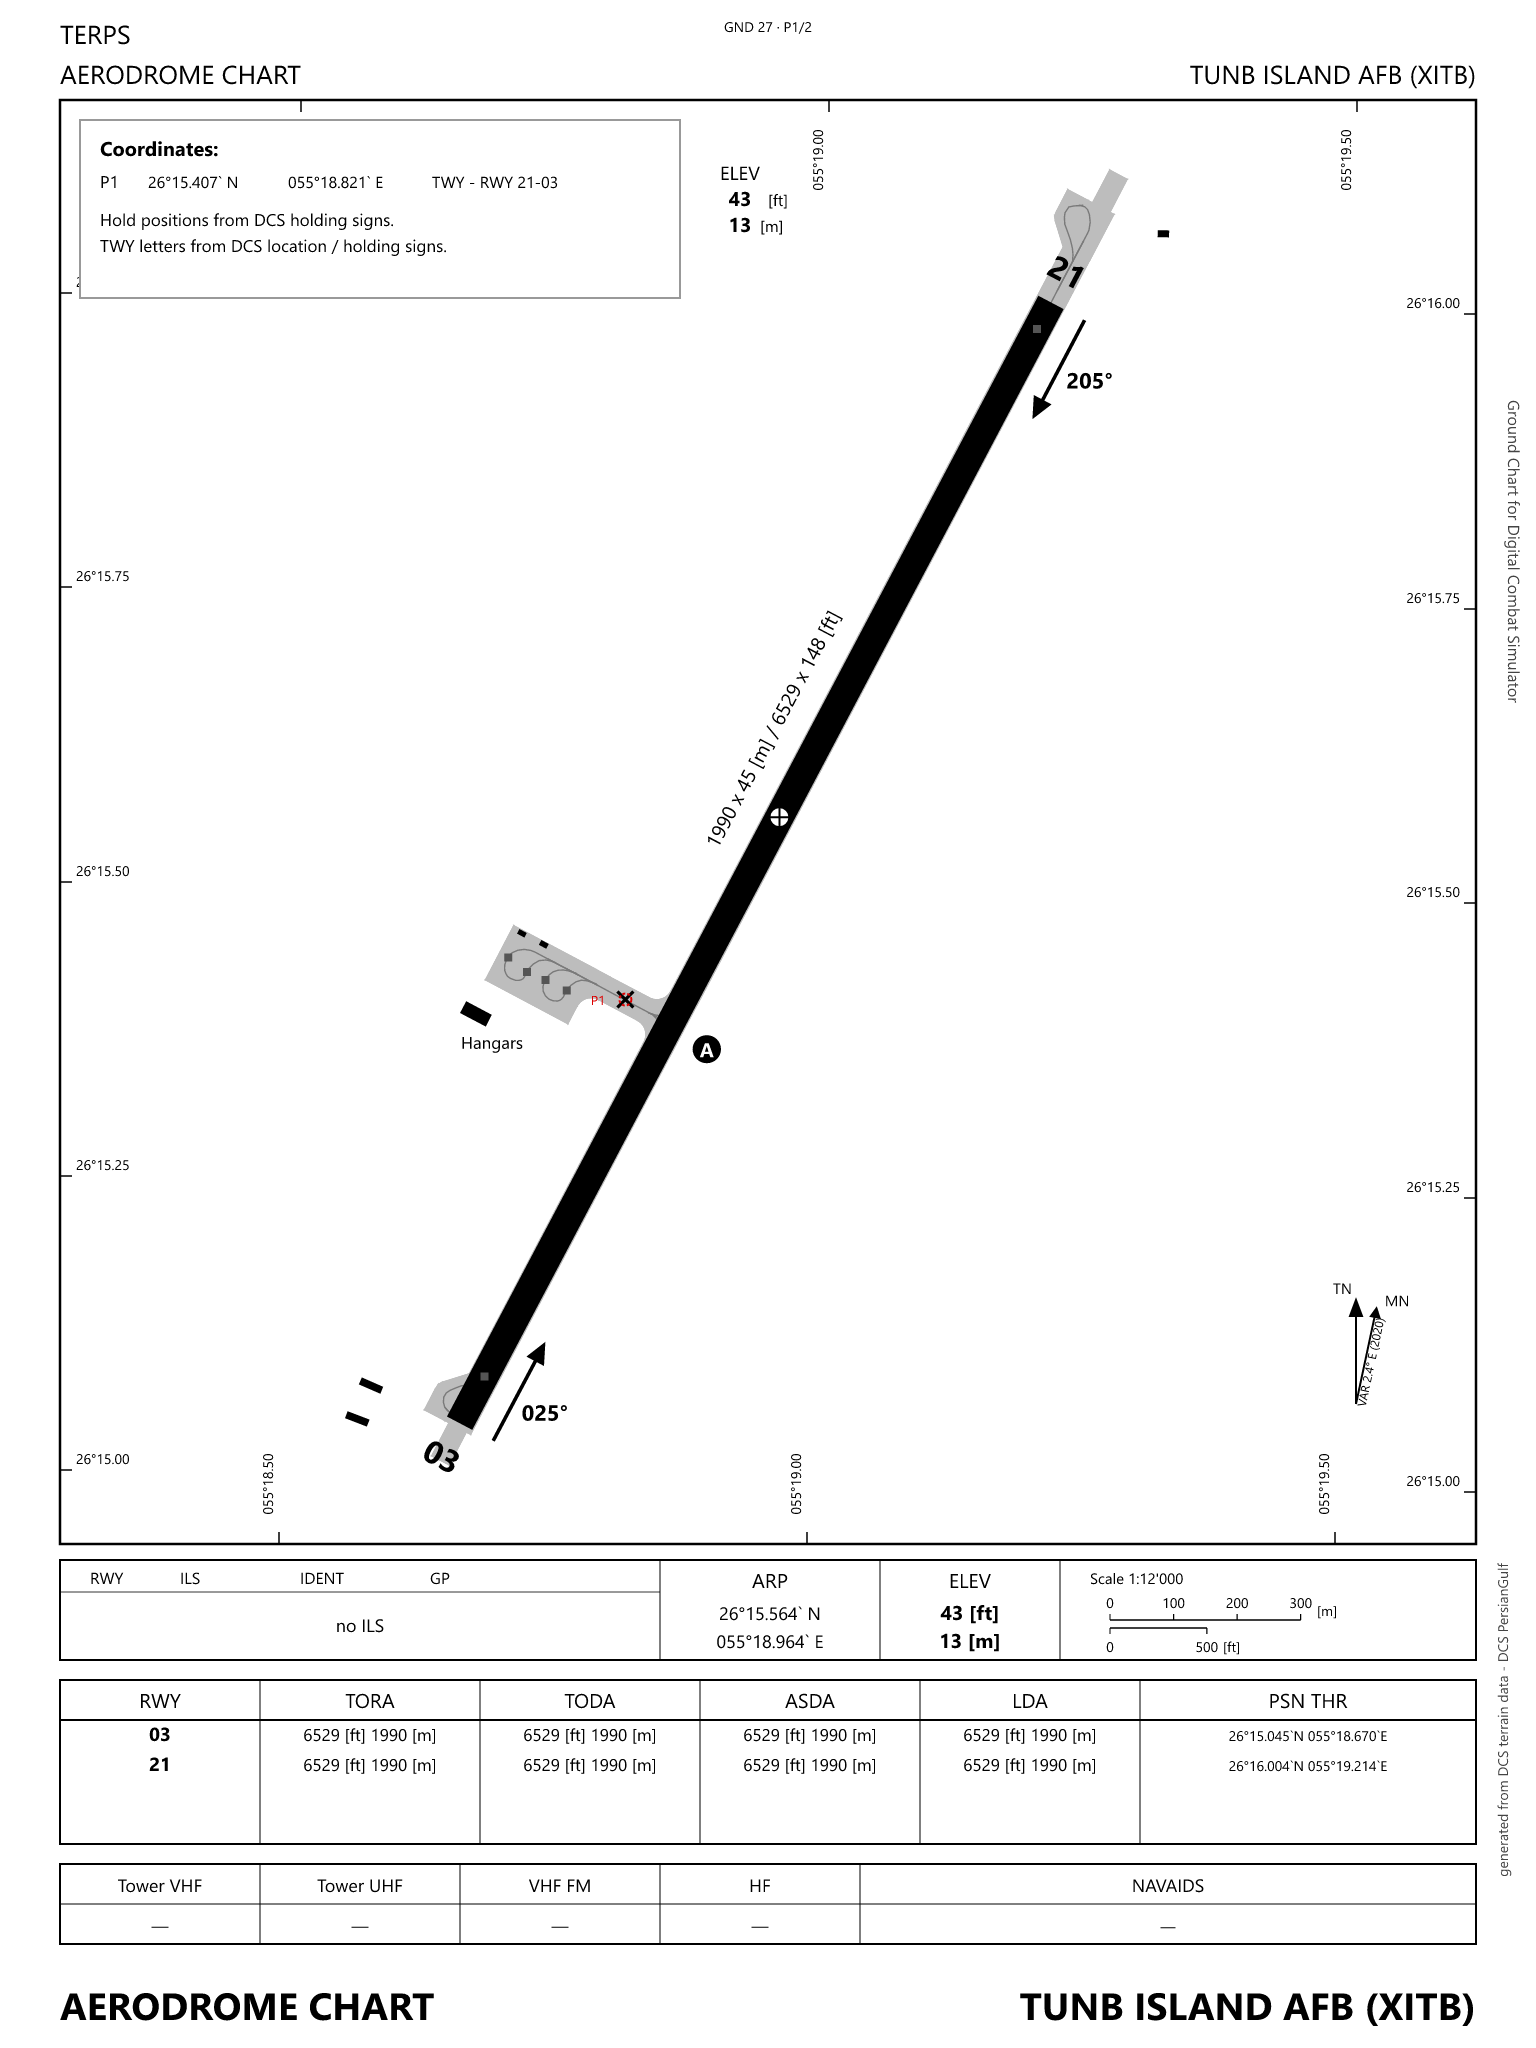 TERPS
GND 27 · P1/2
AERODROME CHART
TUNB ISLAND AFB (XITB)
Coordinates:
P1 26°15.407` N 055°18.821` E TWY - RWY 21-03
Hold positions from DCS holding signs.
TWY letters from DCS location / holding signs.
ELEV
43 [ft]
13 [m]
055°19.00
055°19.50
21
26°16.00
205°
Ground Chart for Digital Combat Simulator
26°15.75
26°15.75
1990 x 45 [m] / 6529 x 148 [ft]
26°15.50
26°15.50
P1
Hangars
A
26°15.25
26°15.25
TN
MN
VAR 2.4° E (2020)
025°
03
26°15.00
055°18.50
055°19.00
055°19.50
26°15.00
RWY ILS IDENT GP
no ILS
ARP
26°15.564` N
055°18.964` E
ELEV
43 [ft]
13 [m]
Scale 1:12'000
0 100 200 300 [m]
0 500 [ft]
generated from DCS terrain data - DCS PersianGulf
RWY TORA TODA ASDA LDA PSN THR
03 6529 [ft] 1990 [m] 6529 [ft] 1990 [m] 6529 [ft] 1990 [m] 6529 [ft] 1990 [m] 26°15.045`N 055°18.670`E
21 6529 [ft] 1990 [m] 6529 [ft] 1990 [m] 6529 [ft] 1990 [m] 6529 [ft] 1990 [m] 26°16.004`N 055°19.214`E
Tower VHF Tower UHF VHF FM HF NAVAIDS
— — — — —
AERODROME CHART
TUNB ISLAND AFB (XITB)